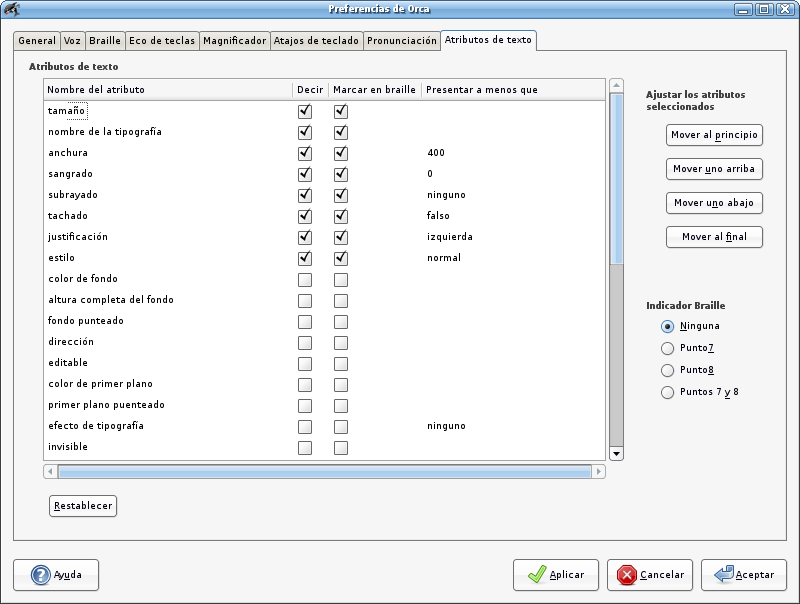 Preferencias de Orca
General Voz Braille Eco de teclas Magnificador Atajos de teclado Pronunciación Atributos de texto
Atributos de texto
Nombre del atributo Decir Marcar en braille Presentar a menos que
tamaño
nombre de la tipografía
anchura 400
sangrado 0
subrayado ninguno
tachado falso
justificación izquierda
estilo normal
color de fondo
altura completa del fondo
fondo punteado
dirección
editable
color de primer plano
primer plano puenteado
efecto de tipografía ninguno
invisible
Restablecer
Ajustar los atributos
seleccionados
Mover al principio
Mover uno arriba
Mover uno abajo
Mover al final
Indicador Braille
Ninguna
Punto7
Punto8
Puntos 7 y 8
Ayuda Aplicar Cancelar Aceptar